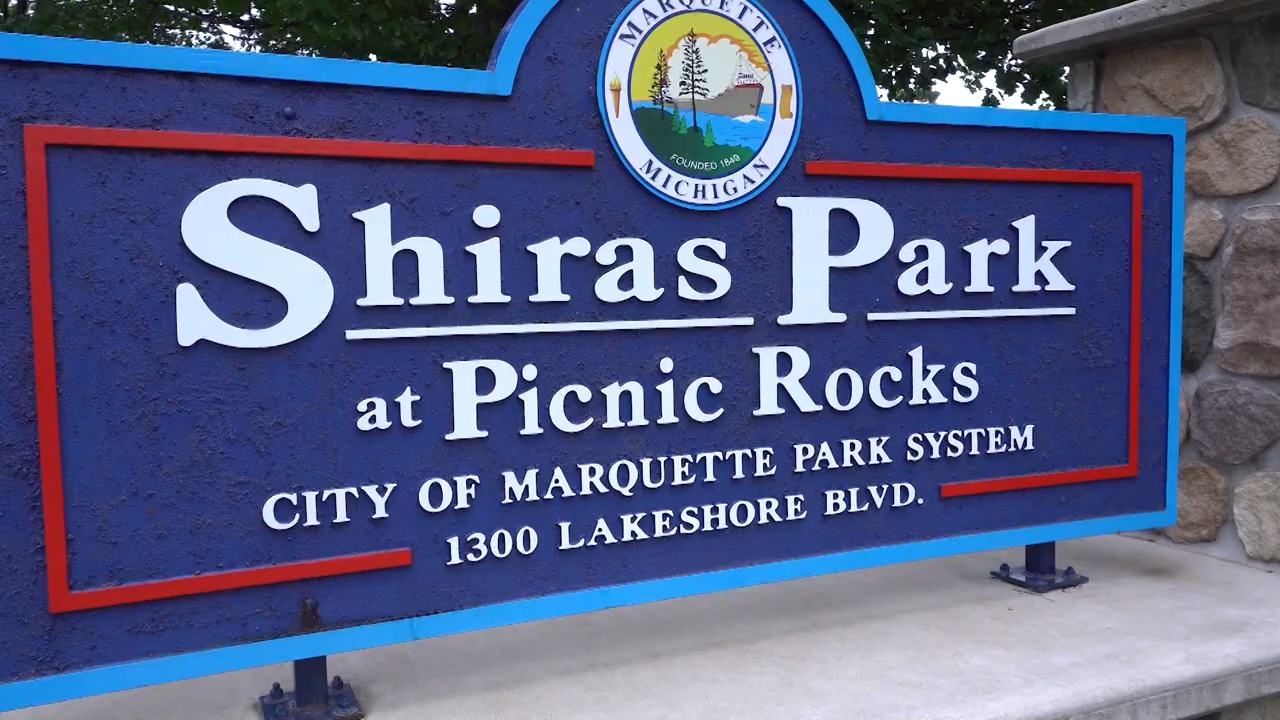 MARQUETTE
FOUNDED 1849
MICHIGAN
Shiras Park
at Picnic Rocks
CITY OF MARQUETTE PARK SYSTEM
1300 LAKESHORE BLVD.